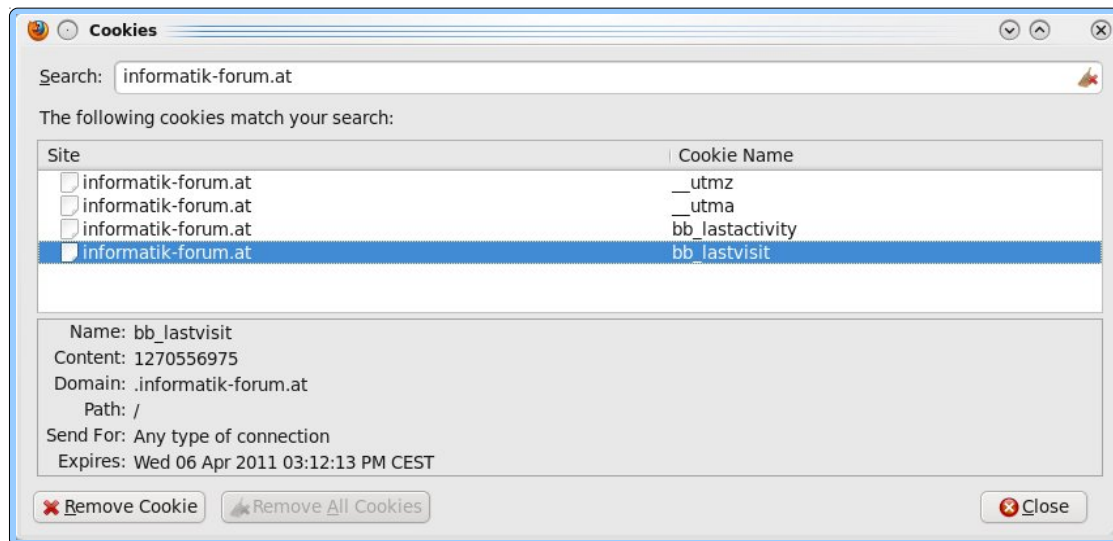 Cookies
Search: informatik-forum.at
The following cookies match your search:
Site Cookie Name
informatik-forum.at __utmz
informatik-forum.at __utma
informatik-forum.at bb_lastactivity
informatik-forum.at bb_lastvisit
Name: bb_lastvisit
Content: 1270556975
Domain: .informatik-forum.at
Path: /
Send For: Any type of connection
Expires: Wed 06 Apr 2011 03:12:13 PM CEST
Remove Cookie Remove All Cookies Close